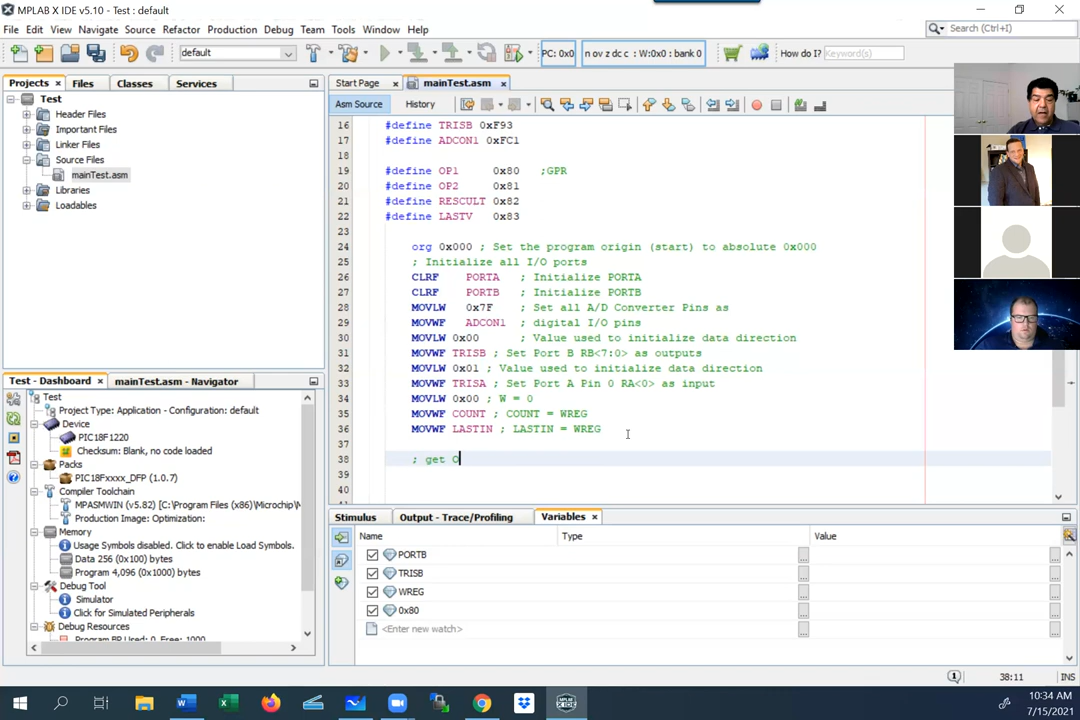 MPLAB X IDE v5.10 - Test : default
File Edit View Navigate Source Refactor Production Debug Team Tools Window Help
Search (Ctrl+I)
default
PC: 0x0
n ov z dc c : W:0x0 : bank 0
How do I? Keyword(s)
Projects
Files
Classes
Services
Start Page
mainTest.asm
Asm Source
History
Test
Header Files
Important Files
Linker Files
Source Files
mainTest.asm
Libraries
Loadables
16 #define TRISB 0xF93
17 #define ADCON1 0xFC1
18
19 #define OP1 0x80 ;GPR
20 #define OP2 0x81
21 #define RESCULT 0x82
22 #define LASTV 0x83
23
24 org 0x000 ; Set the program origin (start) to absolute 0x000
25 ; Initialize all I/O ports
26 CLRF PORTA ; Initialize PORTA
27 CLRF PORTB ; Initialize PORTB
28 MOVLW 0x7F ; Set all A/D Converter Pins as
29 MOVWF ADCON1 ; digital I/O pins
30 MOVLW 0x00 ; Value used to initialize data direction
31 MOVWF TRISB ; Set Port B RB<7:0> as outputs
32 MOVLW 0x01 ; Value used to initialize data direction
33 MOVWF TRISA ; Set Port A Pin 0 RA<0> as input
34 MOVLW 0x00 ; W = 0
35 MOVWF COUNT ; COUNT = WREG
36 MOVWF LASTIN ; LASTIN = WREG
37
38 ; get O
39
40
Test - Dashboard
mainTest.asm - Navigator
Test
Project Type: Application - Configuration: default
Device
PIC18F1220
Checksum: Blank, no code loaded
Packs
PIC18Fxxxx_DFP (1.0.7)
Compiler Toolchain
MPASMWIN (v5.82) [C:\Program Files (x86)\Microchip\M
Production Image: Optimization:
Memory
Usage Symbols disabled. Click to enable Load Symbols.
Data 256 (0x100) bytes
Program 4,096 (0x1000) bytes
Debug Tool
Simulator
Click for Simulated Peripherals
Debug Resources
Program BP Used: 0 Free: 1000
Stimulus
Output - Trace/Profiling
Variables
Name
Type
Value
PORTB
TRISB
WREG
0x80
<Enter new watch>
38:11
INS
10:34 AM
7/15/2021